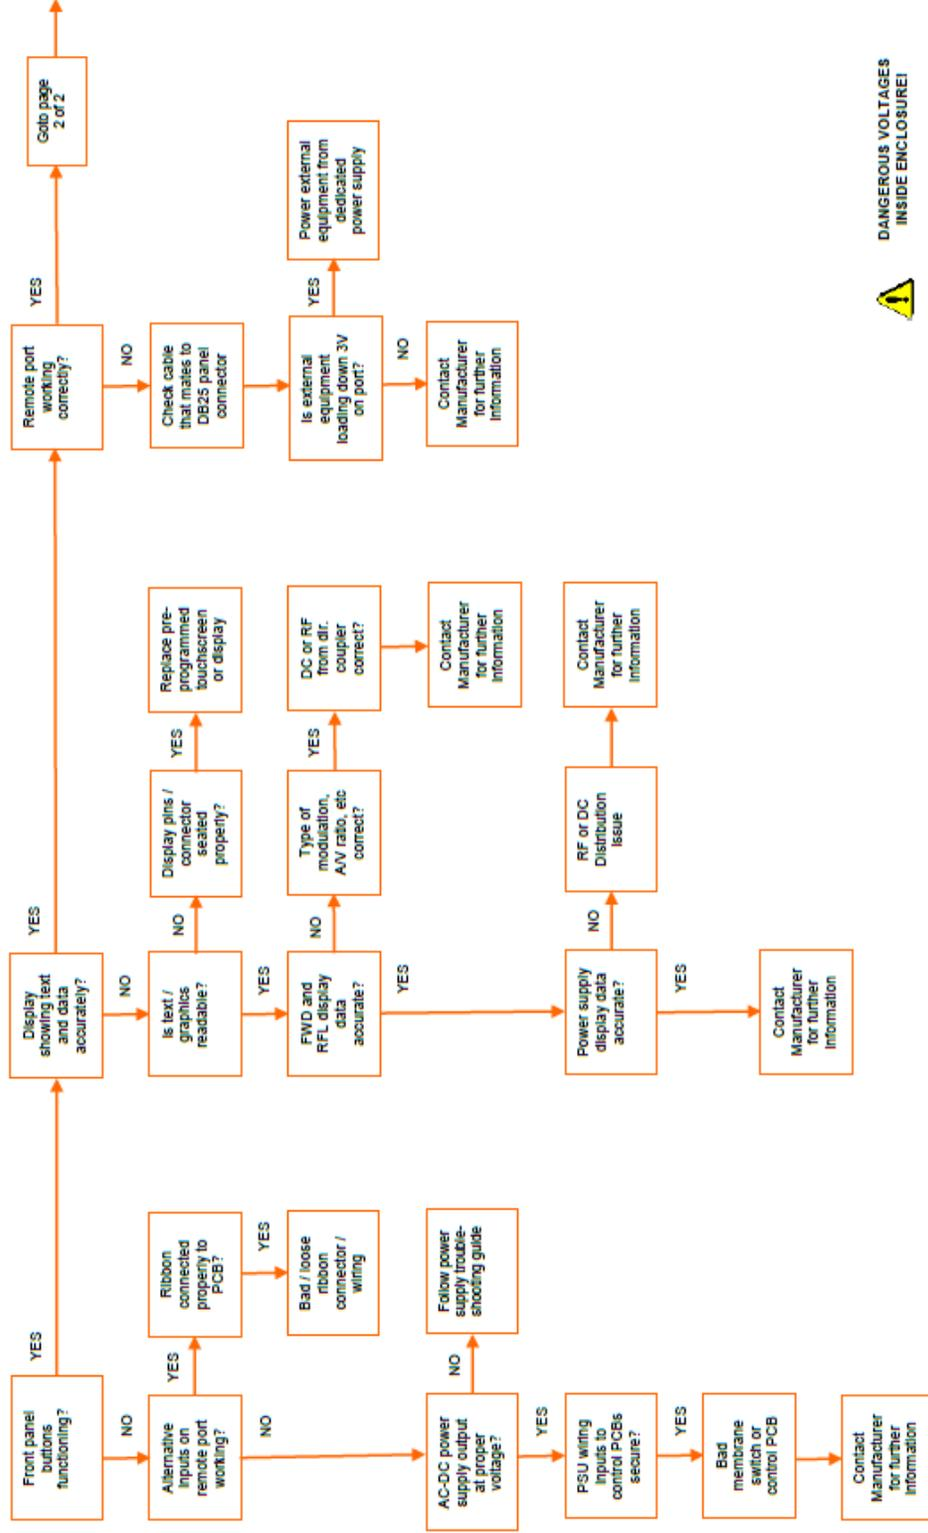 Front panel
buttons
functioning?
YES
NO
Alternative
inputs on
remote port
working?
YES
Ribbon
connected
properly to
PCB?
YES
Bad / loose
ribbon
connector /
wiring
NO
AC-DC power
supply output
at proper
voltage?
NO
Follow power
supply trouble-
shooting guide
YES
PSU wiring
inputs to
control PCBs
secure?
YES
Bad
membrane
switch or
control PCB
Contact
Manufacturer
for further
Information
Display
showing text
and data
accurately?
YES
NO
Is text /
graphics
readable?
NO
Display pins /
connector
seated
properly?
YES
Replace pre-
programmed
touchscreen
or display
YES
FWD and
RFL display
data
accurate?
NO
Type of
modulation,
A/V ratio, etc
correct?
YES
DC or RF
from dir.
coupler
correct?
Contact
Manufacturer
for further
Information
YES
Power supply
display data
accurate?
NO
RF or DC
Distribution
issue
Contact
Manufacturer
for further
Information
YES
Contact
Manufacturer
for further
Information
Remote port
working
correctly?
YES
Goto page
2 of 2
NO
Check cable
that mates to
DB25 panel
connector
Is external
equipment
loading down 3V
on port?
YES
Power external
equipment from
dedicated
power supply
NO
Contact
Manufacturer
for further
Information
DANGEROUS VOLTAGES
INSIDE ENCLOSURE!